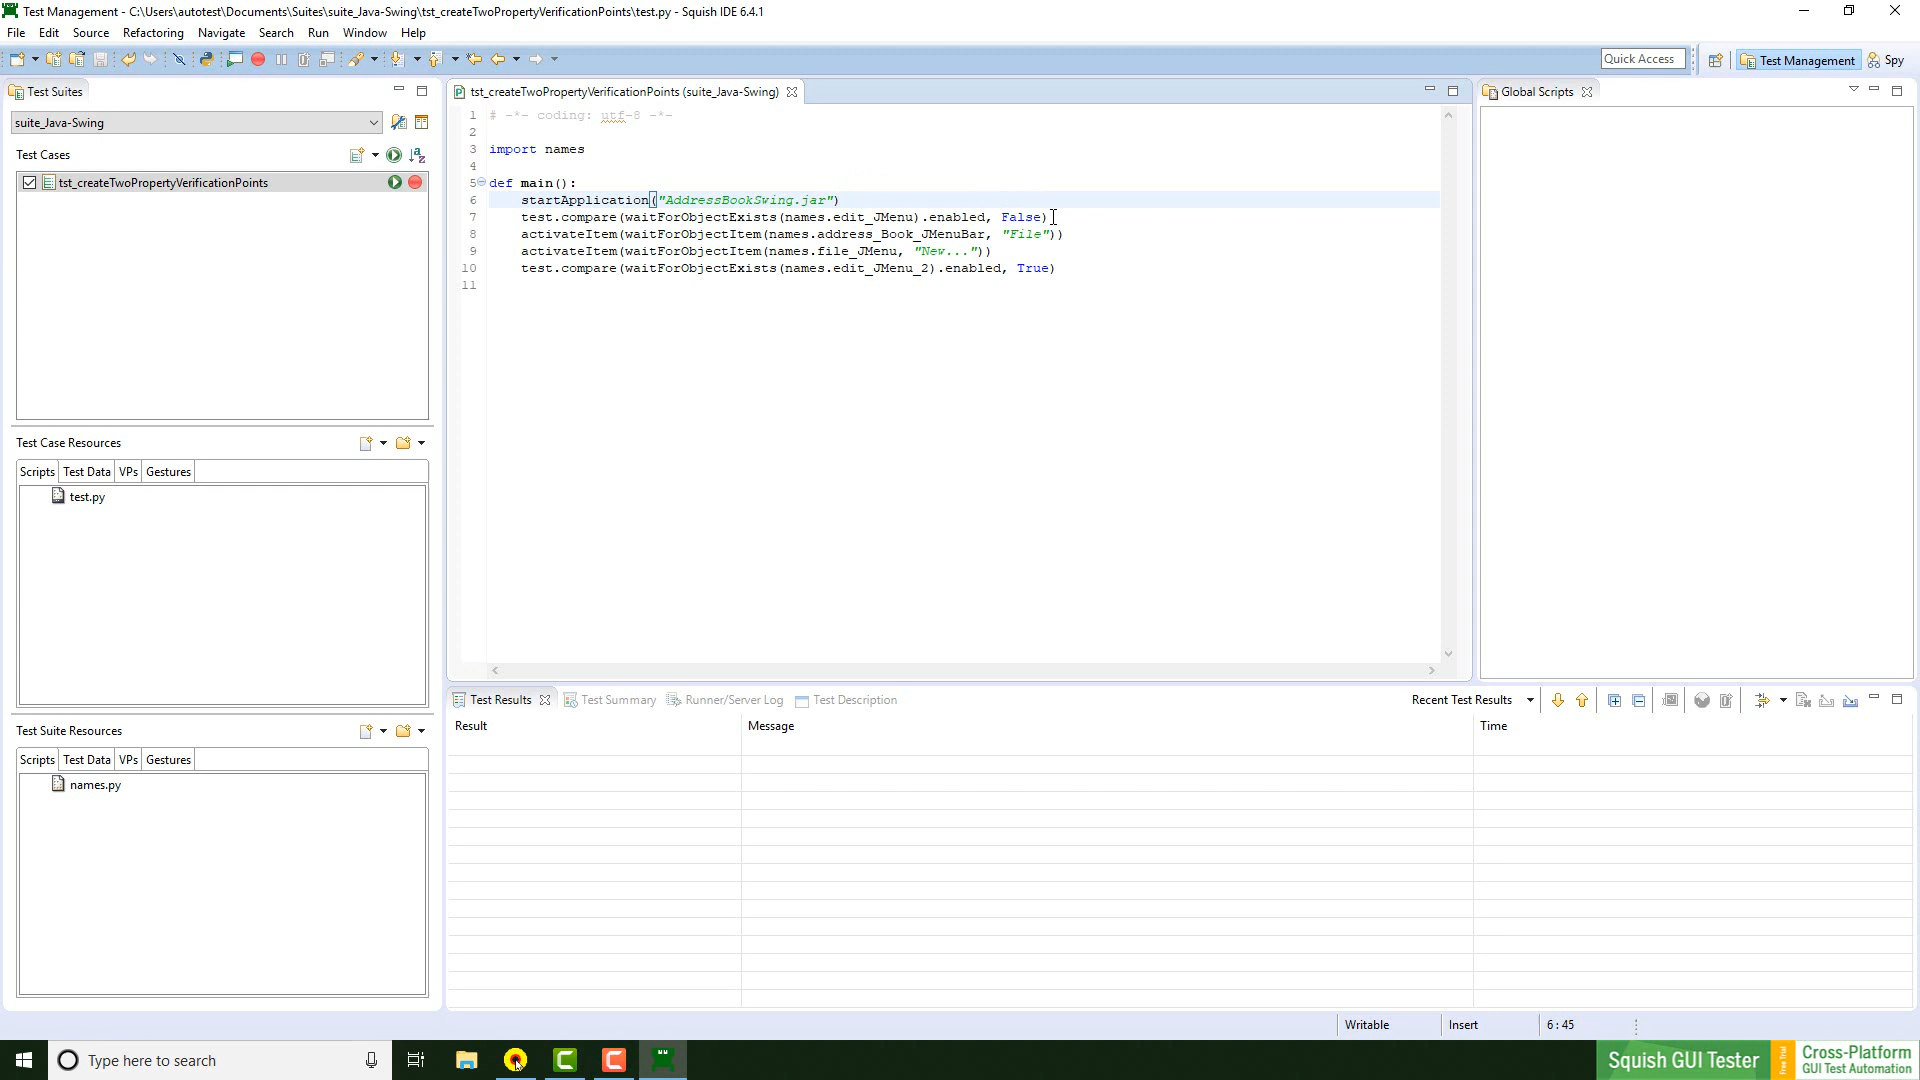 Test Management - C:\Users\autotest\Documents\Suites\suite_Java-Swing\tst_createTwoPropertyVerificationPoints\test.py - Squish IDE 6.4.1
File Edit Source Refactoring Navigate Search Run Window Help
Quick Access Test Management Spy
Test Suites
suite_Java-Swing
Test Cases
tst_createTwoPropertyVerificationPoints
Test Case Resources
Scripts Test Data VPs Gestures
test.py
Test Suite Resources
Scripts Test Data VPs Gestures
names.py
tst_createTwoPropertyVerificationPoints (suite_Java-Swing)
1 # -*- coding: utf-8 -*-
2
3 import names
4
5 def main():
6 startApplication("AddressBookSwing.jar")
7 test.compare(waitForObjectExists(names.edit_JMenu).enabled, False)
8 activateItem(waitForObjectItem(names.address_Book_JMenuBar, "File"))
9 activateItem(waitForObjectItem(names.file_JMenu, "New..."))
10 test.compare(waitForObjectExists(names.edit_JMenu_2).enabled, True)
11
Global Scripts
Test Results Test Summary Runner/Server Log Test Description Recent Test Results
Result Message Time
Writable Insert 6 : 45
Type here to search
Squish GUI Tester
Free Trial
Cross-Platform
GUI Test Automation